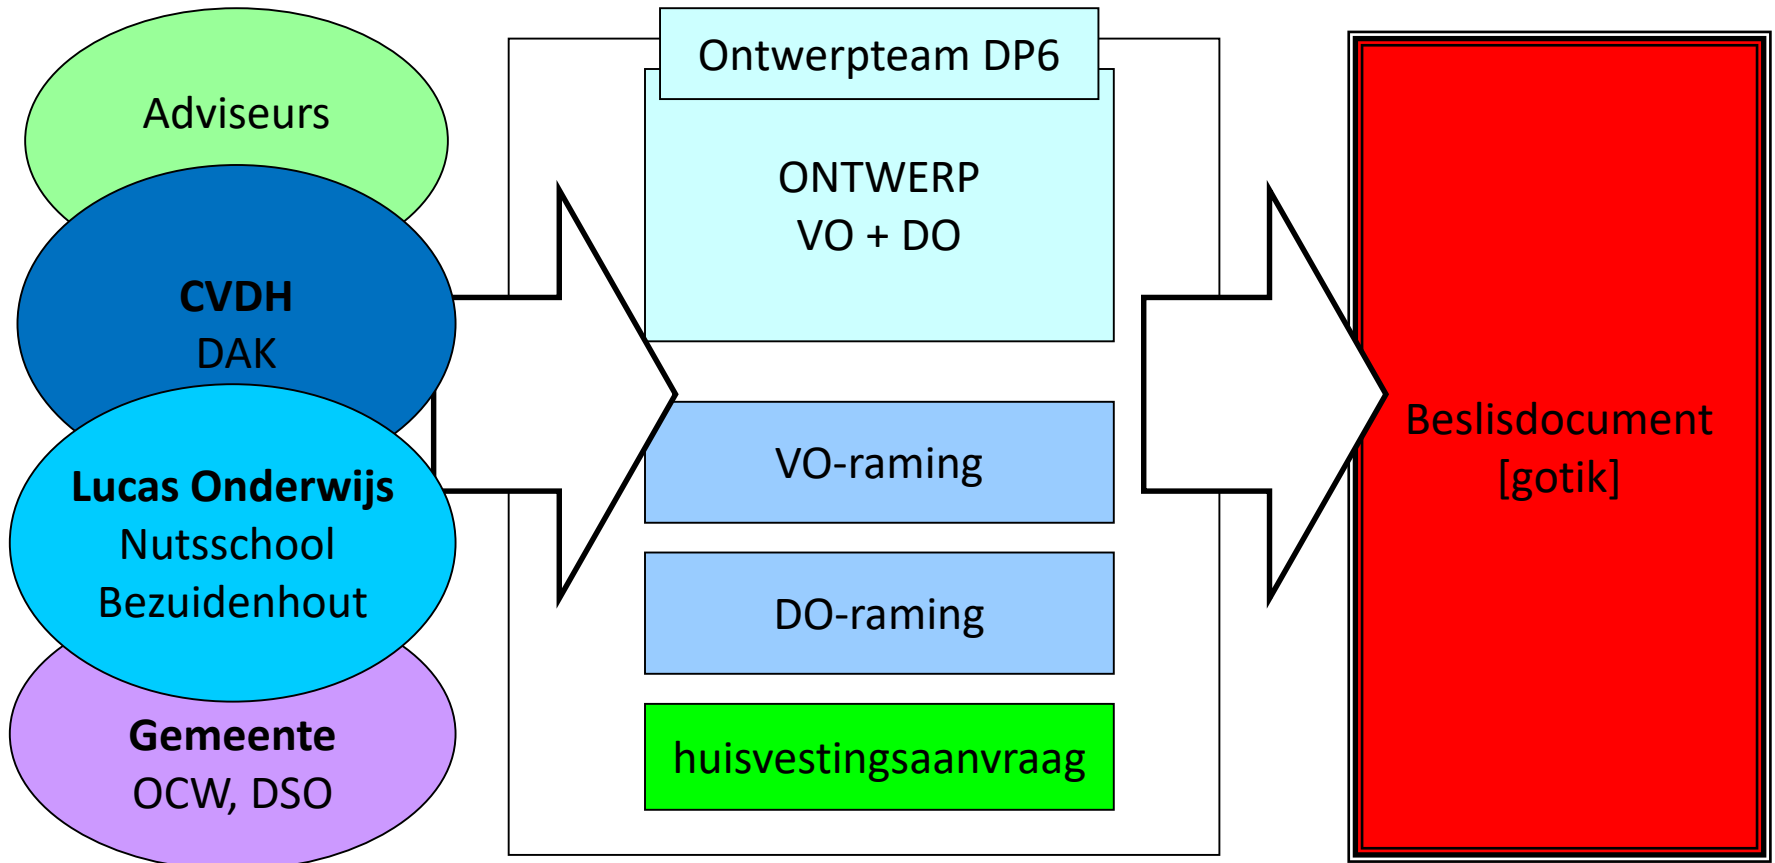 Adviseurs
CVDH
DAK
Lucas Onderwijs
Nutsschool
Bezuidenhout
Gemeente
OCW, DSO
Ontwerpteam DP6
ONTWERP
VO + DO
VO-raming
DO-raming
huisvestingsaanvraag
Beslisdocument
[gotik]